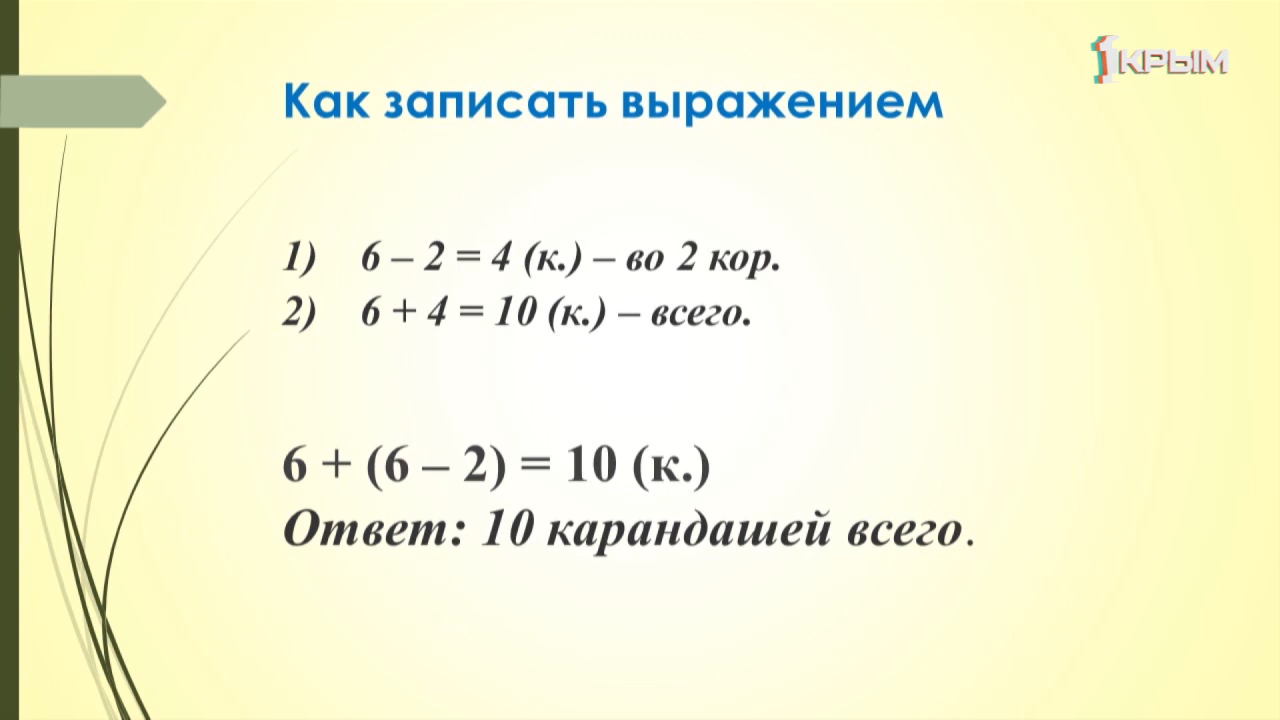 1КРЫМ
Как записать выражением
1) 6 – 2 = 4 (к.) – во 2 кор.
2) 6 + 4 = 10 (к.) – всего.
6 + (6 – 2) = 10 (к.)
Ответ: 10 карандашей всего.